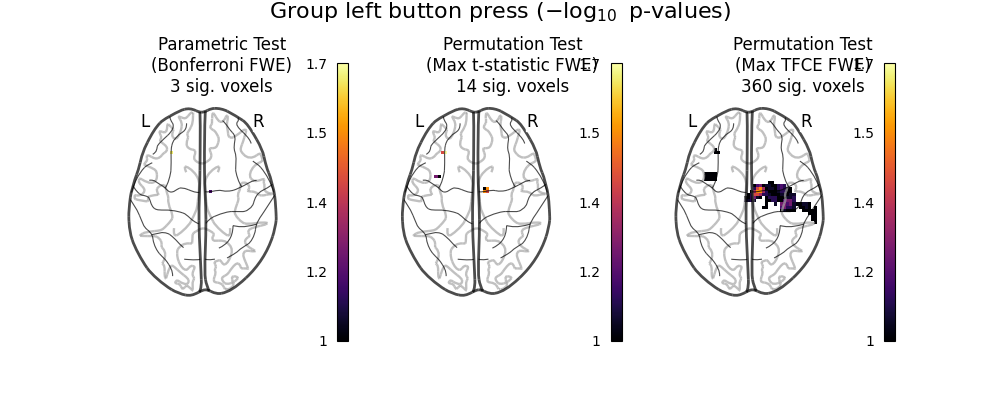 Group left button press (−log₁₀ p-values)
Parametric Test
(Bonferroni FWE)
3 sig. voxels
L
R
1.7
1.5
1.4
1.2
1
Permutation Test
(Max t-statistic FWE)
14 sig. voxels
L
R
1.7
1.5
1.4
1.2
1
Permutation Test
(Max TFCE FWE)
360 sig. voxels
L
R
1.7
1.5
1.4
1.2
1